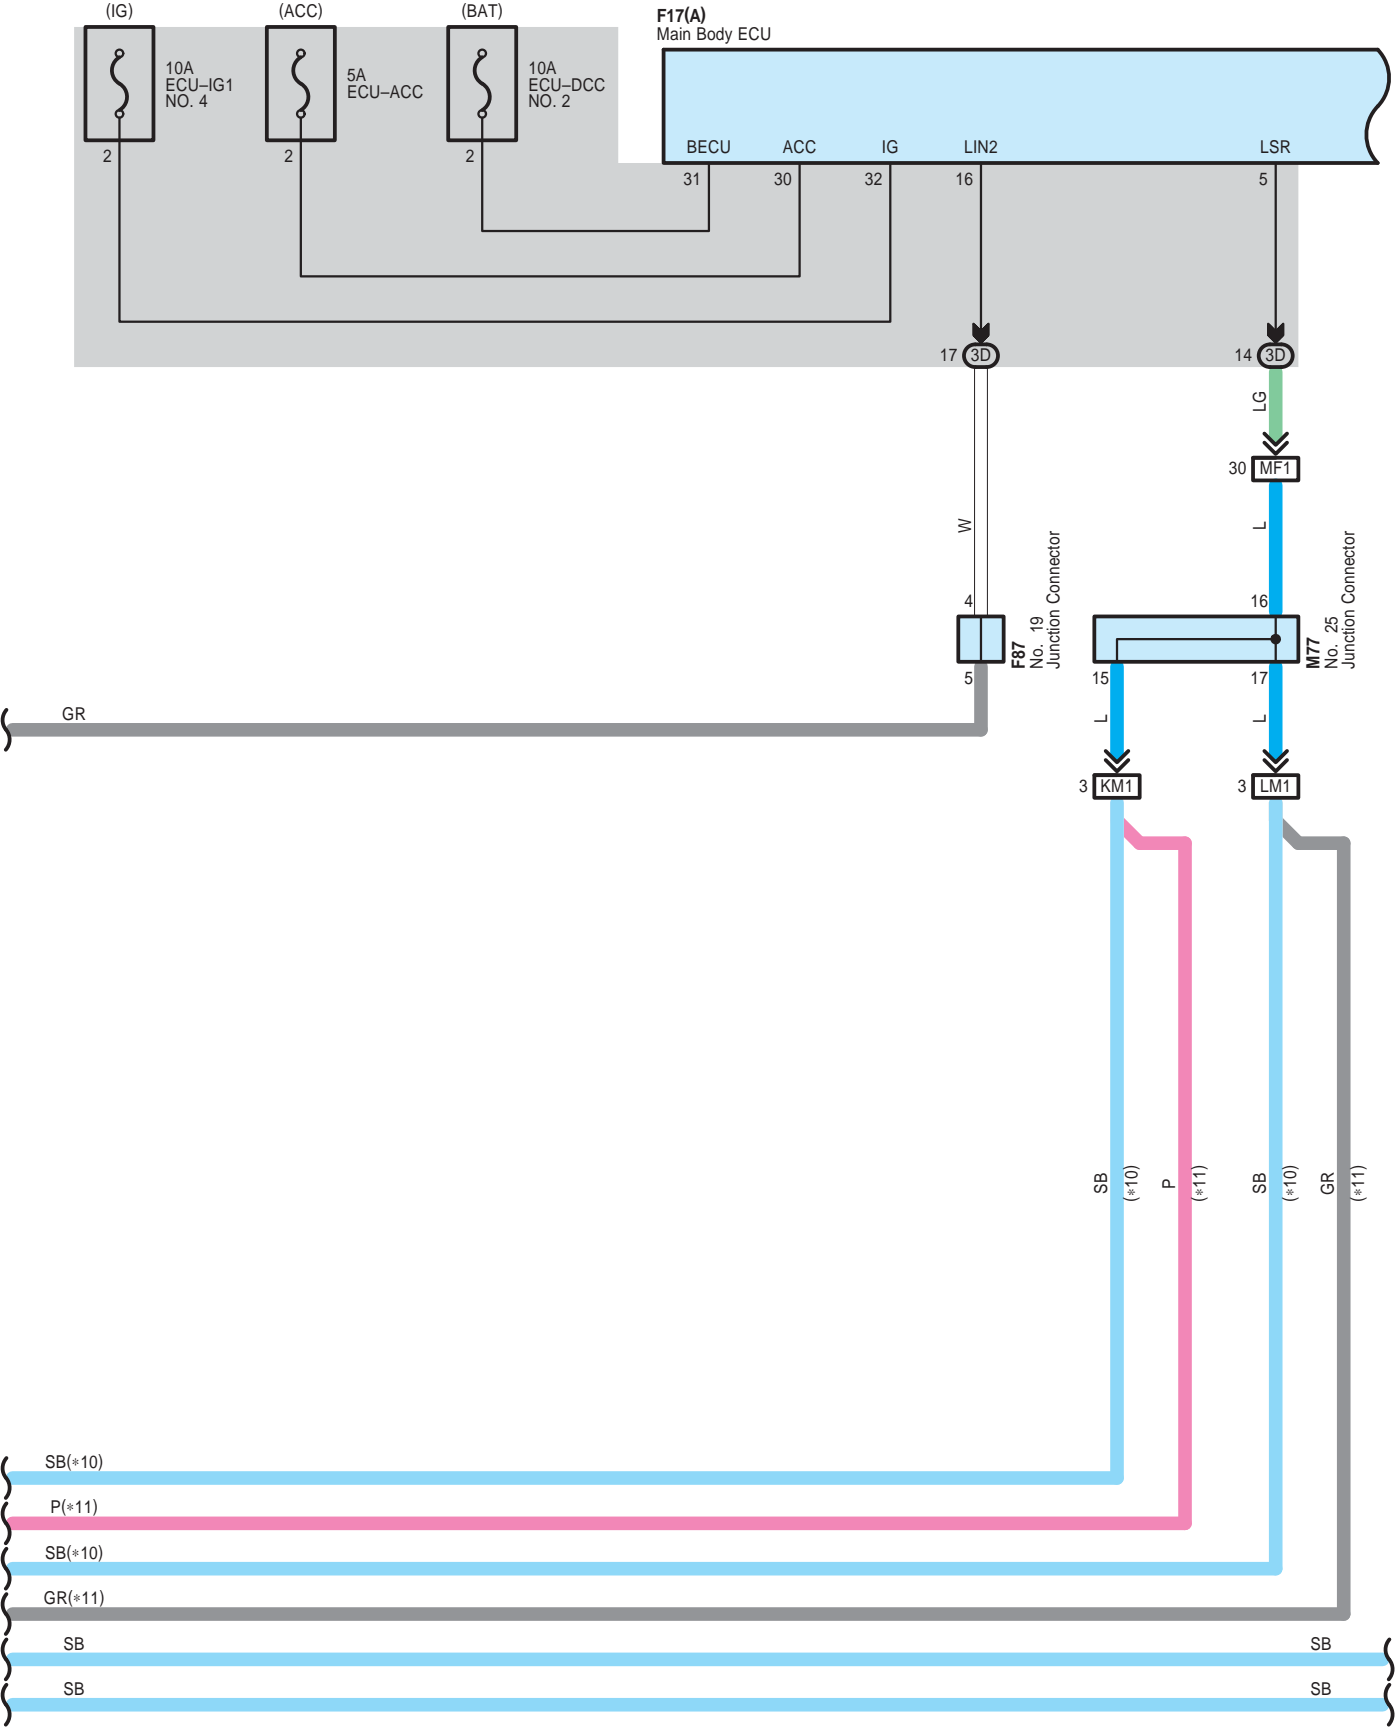 (IG)
(ACC)
(BAT)
F17(A)
Main Body ECU
10A
ECU–IG1
NO. 4
5A
ECU–ACC
10A
ECU–DCC
NO. 2
2
2
2
BECU
ACC
IG
LIN2
LSR
31
30
32
16
5
17
3D
14
3D
LG
30
MF1
W
L
4
16
F87
No. 19
Junction Connector
M77
No. 25
Junction Connector
5
15
17
GR
L
L
3
KM1
3
LM1
SB
(*10)
P
(*11)
SB
(*10)
GR
(*11)
SB(*10)
P(*11)
SB(*10)
GR(*11)
SB
SB
SB
SB